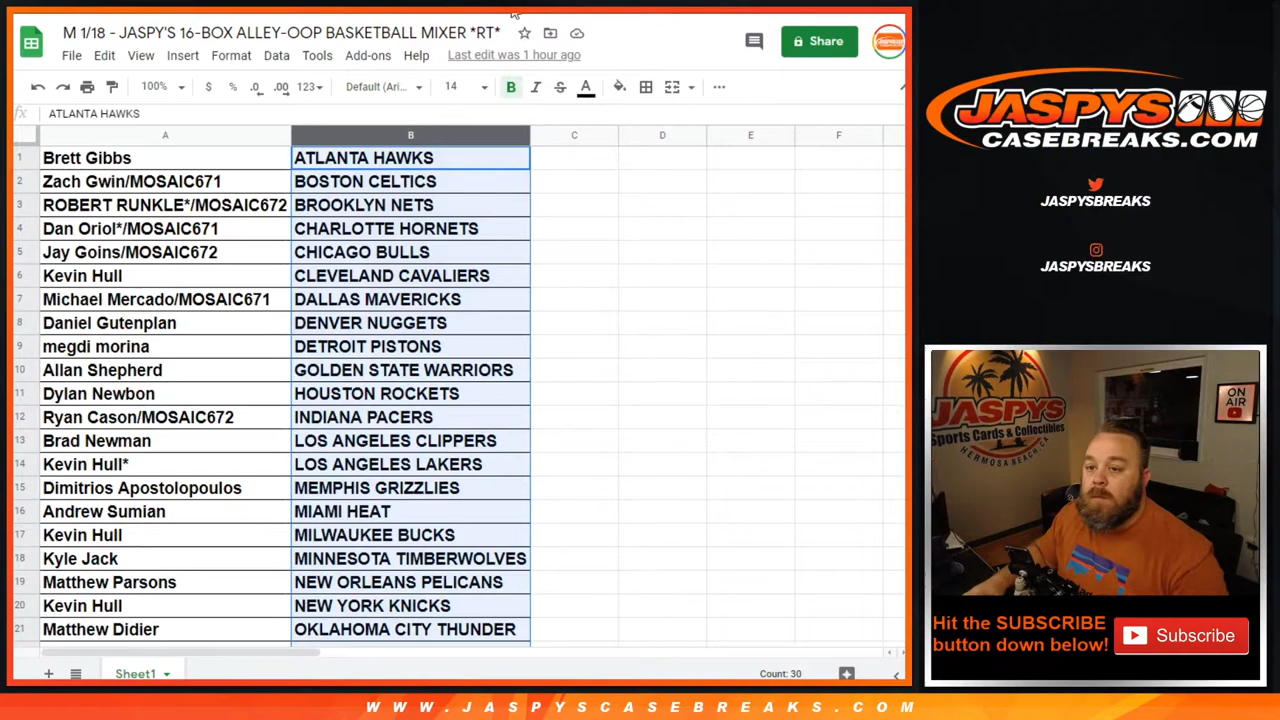 M 1/18 - JASPY'S 16-BOX ALLEY-OOP BASKETBALL MIXER *RT*
File Edit View Insert Format Data Tools Add-ons Help Last edit was 1 hour ago
Share
100% $ % .0 .00 123 Default (Ari... 14 B I S A
fx ATLANTA HAWKS
A B C D E F
1 Brett Gibbs ATLANTA HAWKS
2 Zach Gwin/MOSAIC671 BOSTON CELTICS
3 ROBERT RUNKLE*/MOSAIC672 BROOKLYN NETS
4 Dan Oriol*/MOSAIC671 CHARLOTTE HORNETS
5 Jay Goins/MOSAIC672 CHICAGO BULLS
6 Kevin Hull CLEVELAND CAVALIERS
7 Michael Mercado/MOSAIC671 DALLAS MAVERICKS
8 Daniel Gutenplan DENVER NUGGETS
9 megdi morina DETROIT PISTONS
10 Allan Shepherd GOLDEN STATE WARRIORS
11 Dylan Newbon HOUSTON ROCKETS
12 Ryan Cason/MOSAIC672 INDIANA PACERS
13 Brad Newman LOS ANGELES CLIPPERS
14 Kevin Hull* LOS ANGELES LAKERS
15 Dimitrios Apostolopoulos MEMPHIS GRIZZLIES
16 Andrew Sumian MIAMI HEAT
17 Kevin Hull MILWAUKEE BUCKS
18 Kyle Jack MINNESOTA TIMBERWOLVES
19 Matthew Parsons NEW ORLEANS PELICANS
20 Kevin Hull NEW YORK KNICKS
21 Matthew Didier OKLAHOMA CITY THUNDER
Sheet1
Count: 30
JASPYS
CASEBREAKS.COM
JASPYSBREAKS
JASPYSBREAKS
JASPYS
Sports Cards & Collectibles
HERMOSA BEACH, CA
ON AIR
Hit the SUBSCRIBE
button down below!
Subscribe
WWW.JASPYSCASEBREAKS.COM